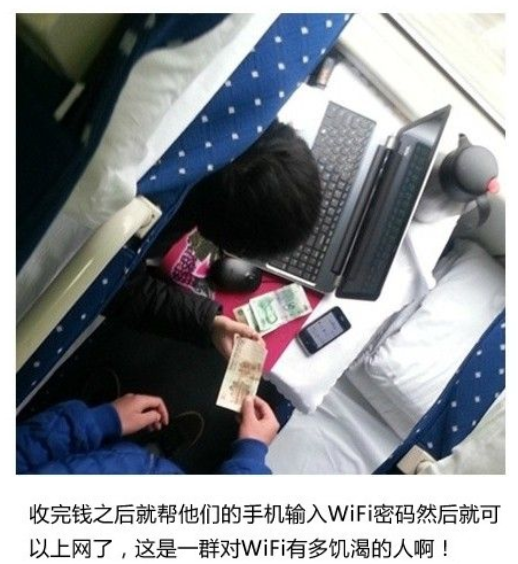 收完钱之后就帮他们的手机输入WiFi密码然后就可
以上网了，这是一群对WiFi有多饥渴的人啊！